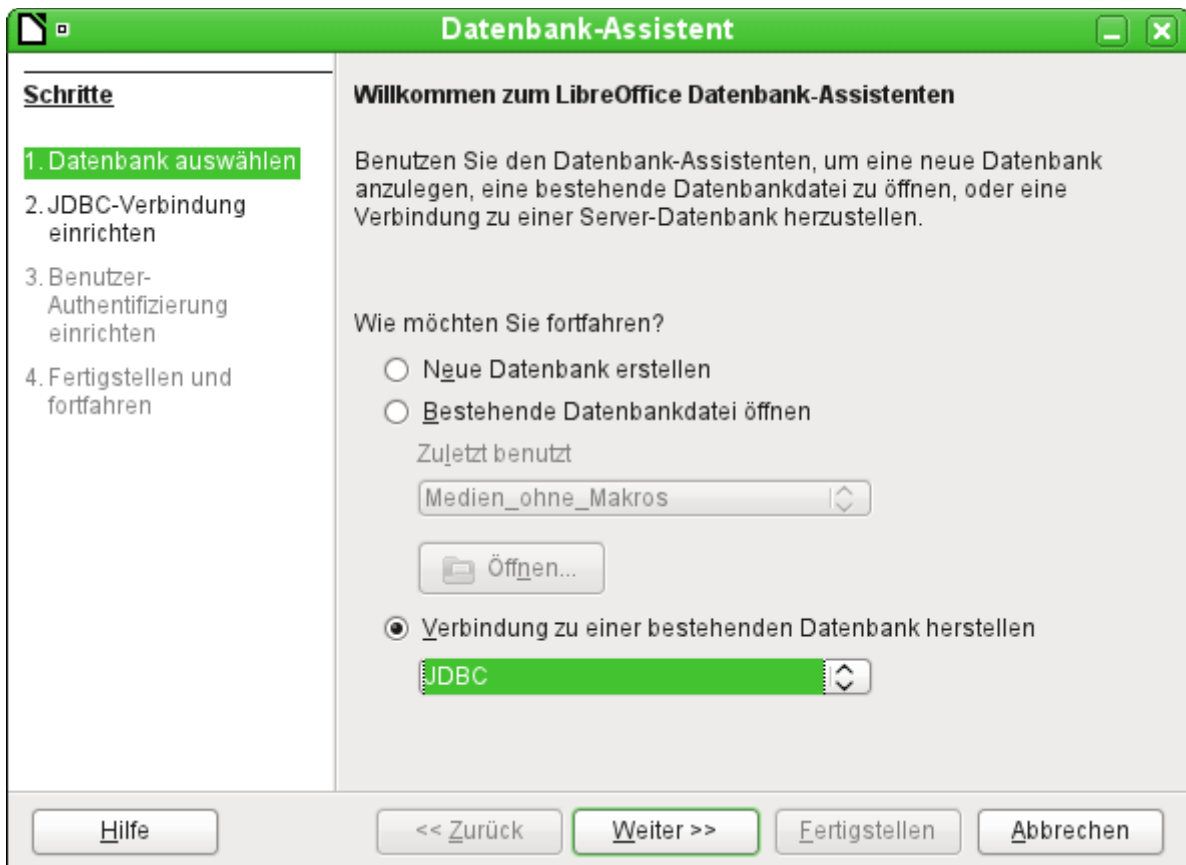 Datenbank-Assistent
Schritte
1. Datenbank auswählen
2. JDBC-Verbindung
einrichten
3. Benutzer-
Authentifizierung
einrichten
4. Fertigstellen und
fortfahren
Willkommen zum LibreOffice Datenbank-Assistenten
Benutzen Sie den Datenbank-Assistenten, um eine neue Datenbank
anzulegen, eine bestehende Datenbankdatei zu öffnen, oder eine
Verbindung zu einer Server-Datenbank herzustellen.
Wie möchten Sie fortfahren?
Neue Datenbank erstellen
Bestehende Datenbankdatei öffnen
Zuletzt benutzt
Medien_ohne_Makros
Öffnen...
Verbindung zu einer bestehenden Datenbank herstellen
JDBC
Hilfe
<< Zurück
Weiter >>
Fertigstellen
Abbrechen